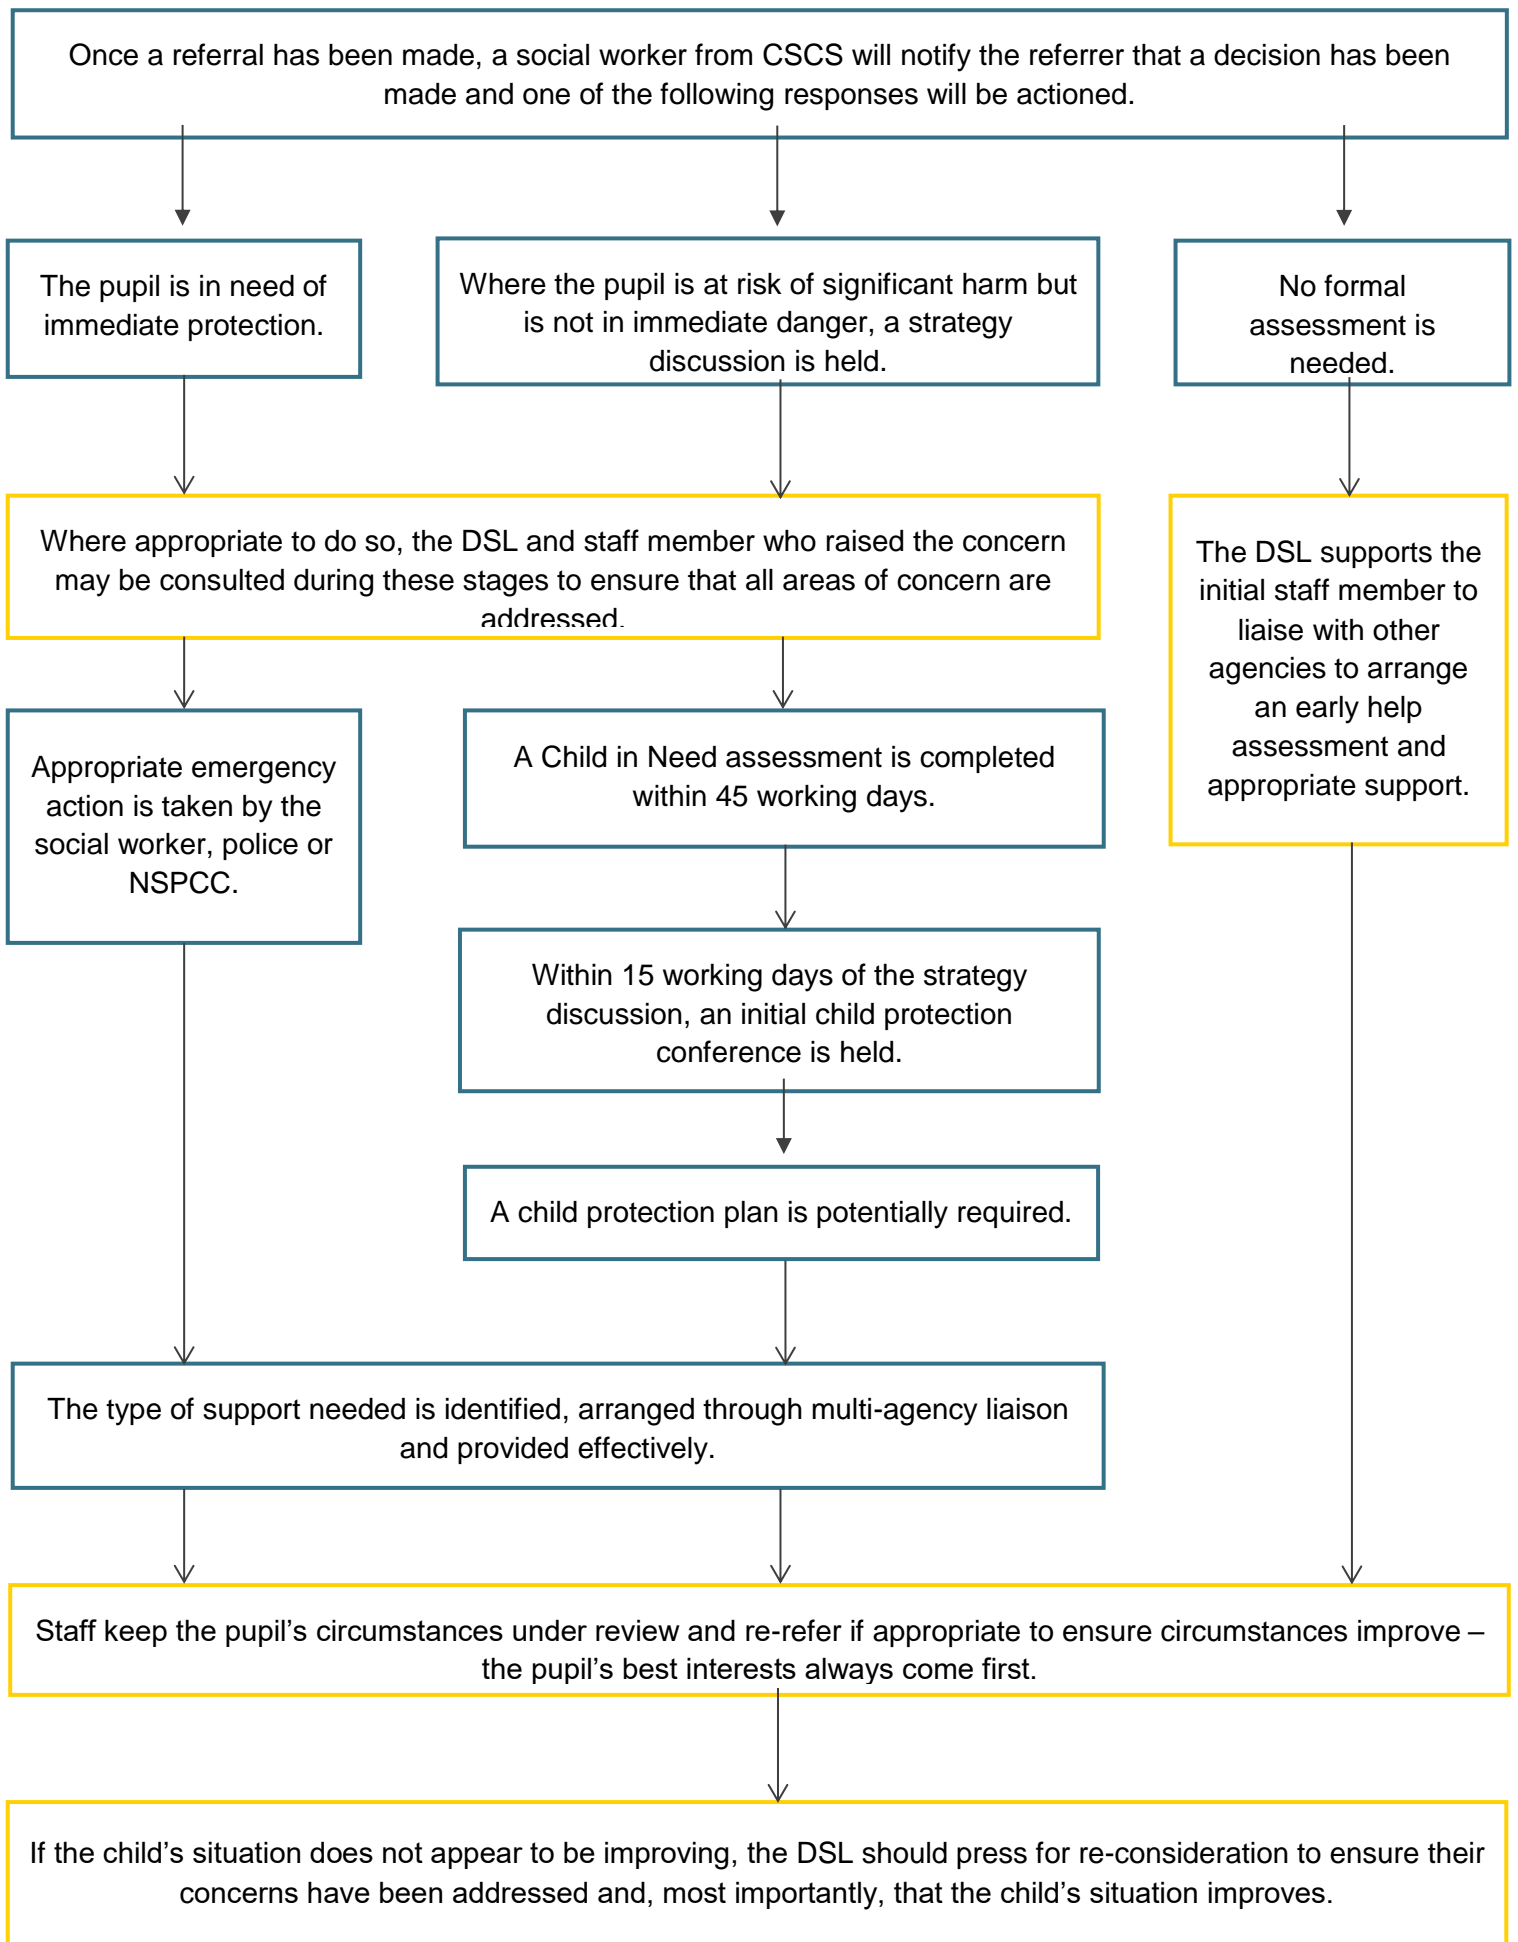 Once a referral has been made, a social worker from CSCS will notify the referrer that a decision has been
made and one of the following responses will be actioned.
The pupil is in need of
immediate protection.
Where the pupil is at risk of significant harm but
is not in immediate danger, a strategy
discussion is held.
No formal
assessment is
needed.
Where appropriate to do so, the DSL and staff member who raised the concern
may be consulted during these stages to ensure that all areas of concern are
addressed.
The DSL supports the
initial staff member to
liaise with other
agencies to arrange
an early help
assessment and
appropriate support.
Appropriate emergency
action is taken by the
social worker, police or
NSPCC.
A Child in Need assessment is completed
within 45 working days.
Within 15 working days of the strategy
discussion, an initial child protection
conference is held.
A child protection plan is potentially required.
The type of support needed is identified, arranged through multi-agency liaison
and provided effectively.
Staff keep the pupil’s circumstances under review and re-refer if appropriate to ensure circumstances improve –
the pupil’s best interests always come first.
If the child’s situation does not appear to be improving, the DSL should press for re-consideration to ensure their
concerns have been addressed and, most importantly, that the child’s situation improves.